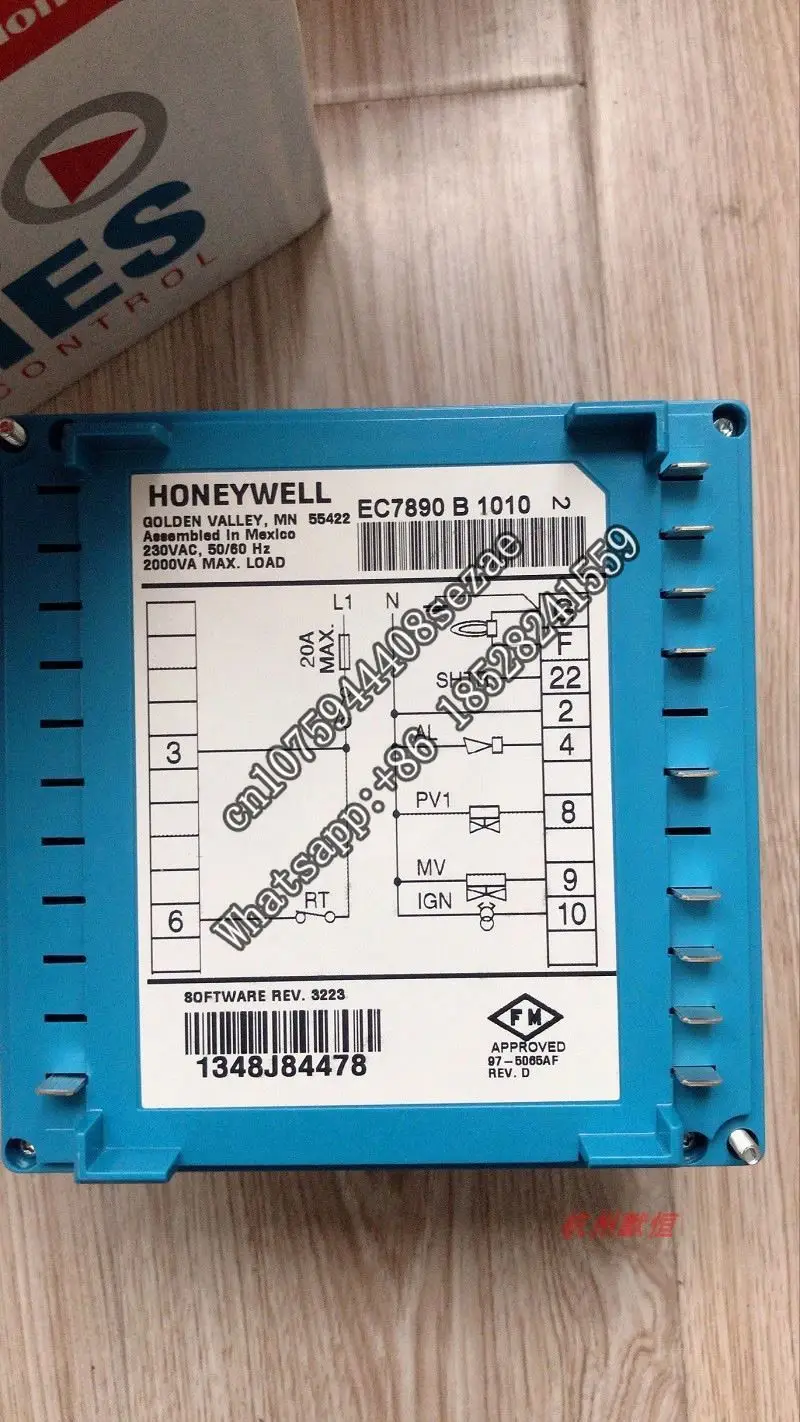 NES
CONTROL
HONEYWELL
GOLDEN VALLEY, MN 55422
Assembled in Mexico
230VAC, 50/60 Hz
2000VA MAX. LOAD
EC7890 B 1010 2
L1
N
20A
MAX.
F
22
2
AL
4
3
PV1
8
MV
9
IGN
10
RT
6
cn1075944408sezae
Whatsapp:+86 18528241559
SOFTWARE REV. 3223
1348J84478
FM
APPROVED
97-5065AF
REV. D